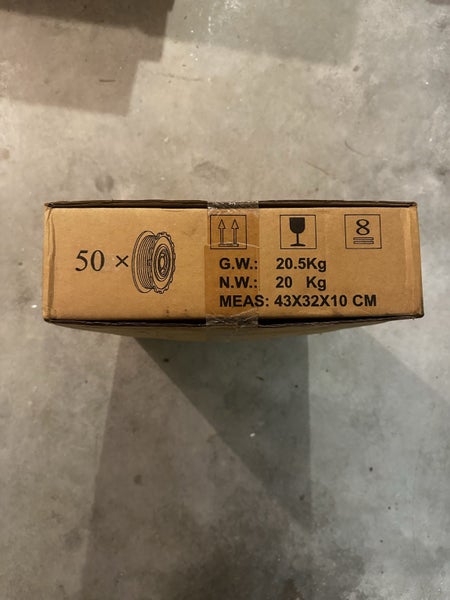 50 ×
8
G.W.: 20.5Kg
N.W.: 20 Kg
MEAS: 43X32X10 CM